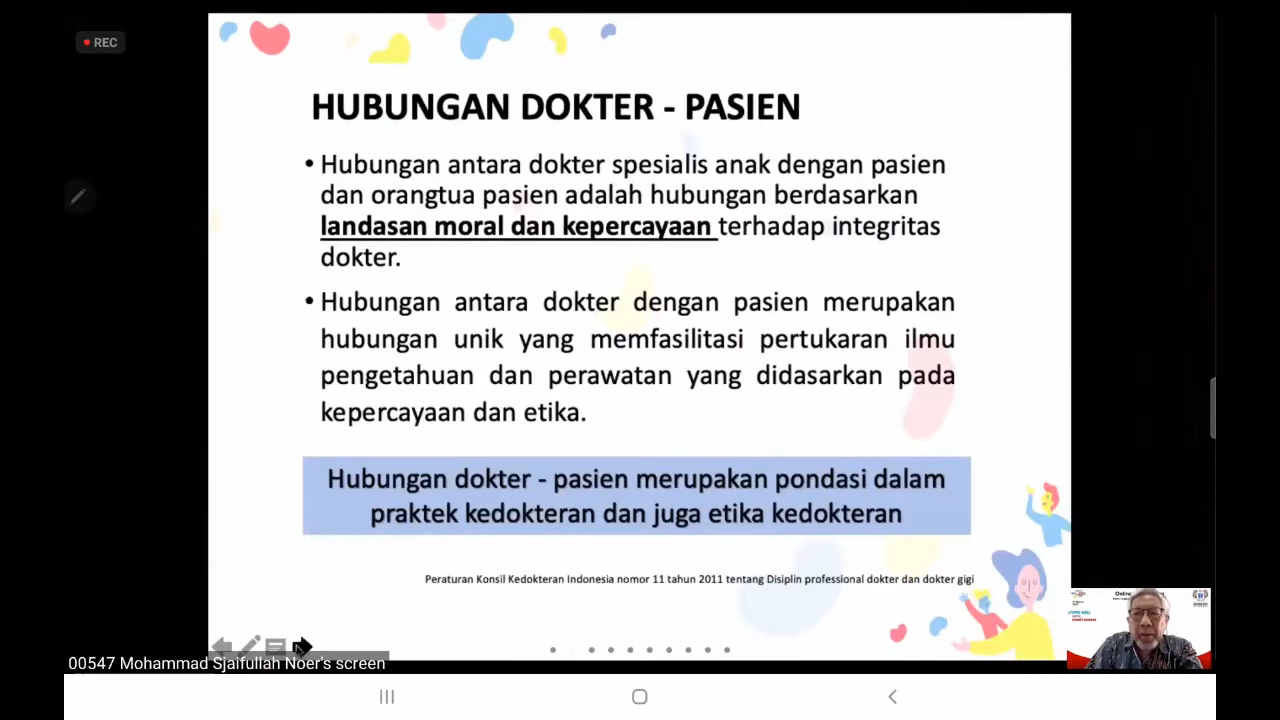 REC
HUBUNGAN DOKTER - PASIEN
• Hubungan antara dokter spesialis anak dengan pasien
dan orangtua pasien adalah hubungan berdasarkan
landasan moral dan kepercayaan terhadap integritas
dokter.
• Hubungan antara dokter dengan pasien merupakan
hubungan unik yang memfasilitasi pertukaran ilmu
pengetahuan dan perawatan yang didasarkan pada
kepercayaan dan etika.
Hubungan dokter - pasien merupakan pondasi dalam
praktek kedokteran dan juga etika kedokteran
Peraturan Konsil Kedokteran Indonesia nomor 11 tahun 2011 tentang Disiplin professional dokter dan dokter gigi
00547 Mohammad Sjaifullah Noer's screen